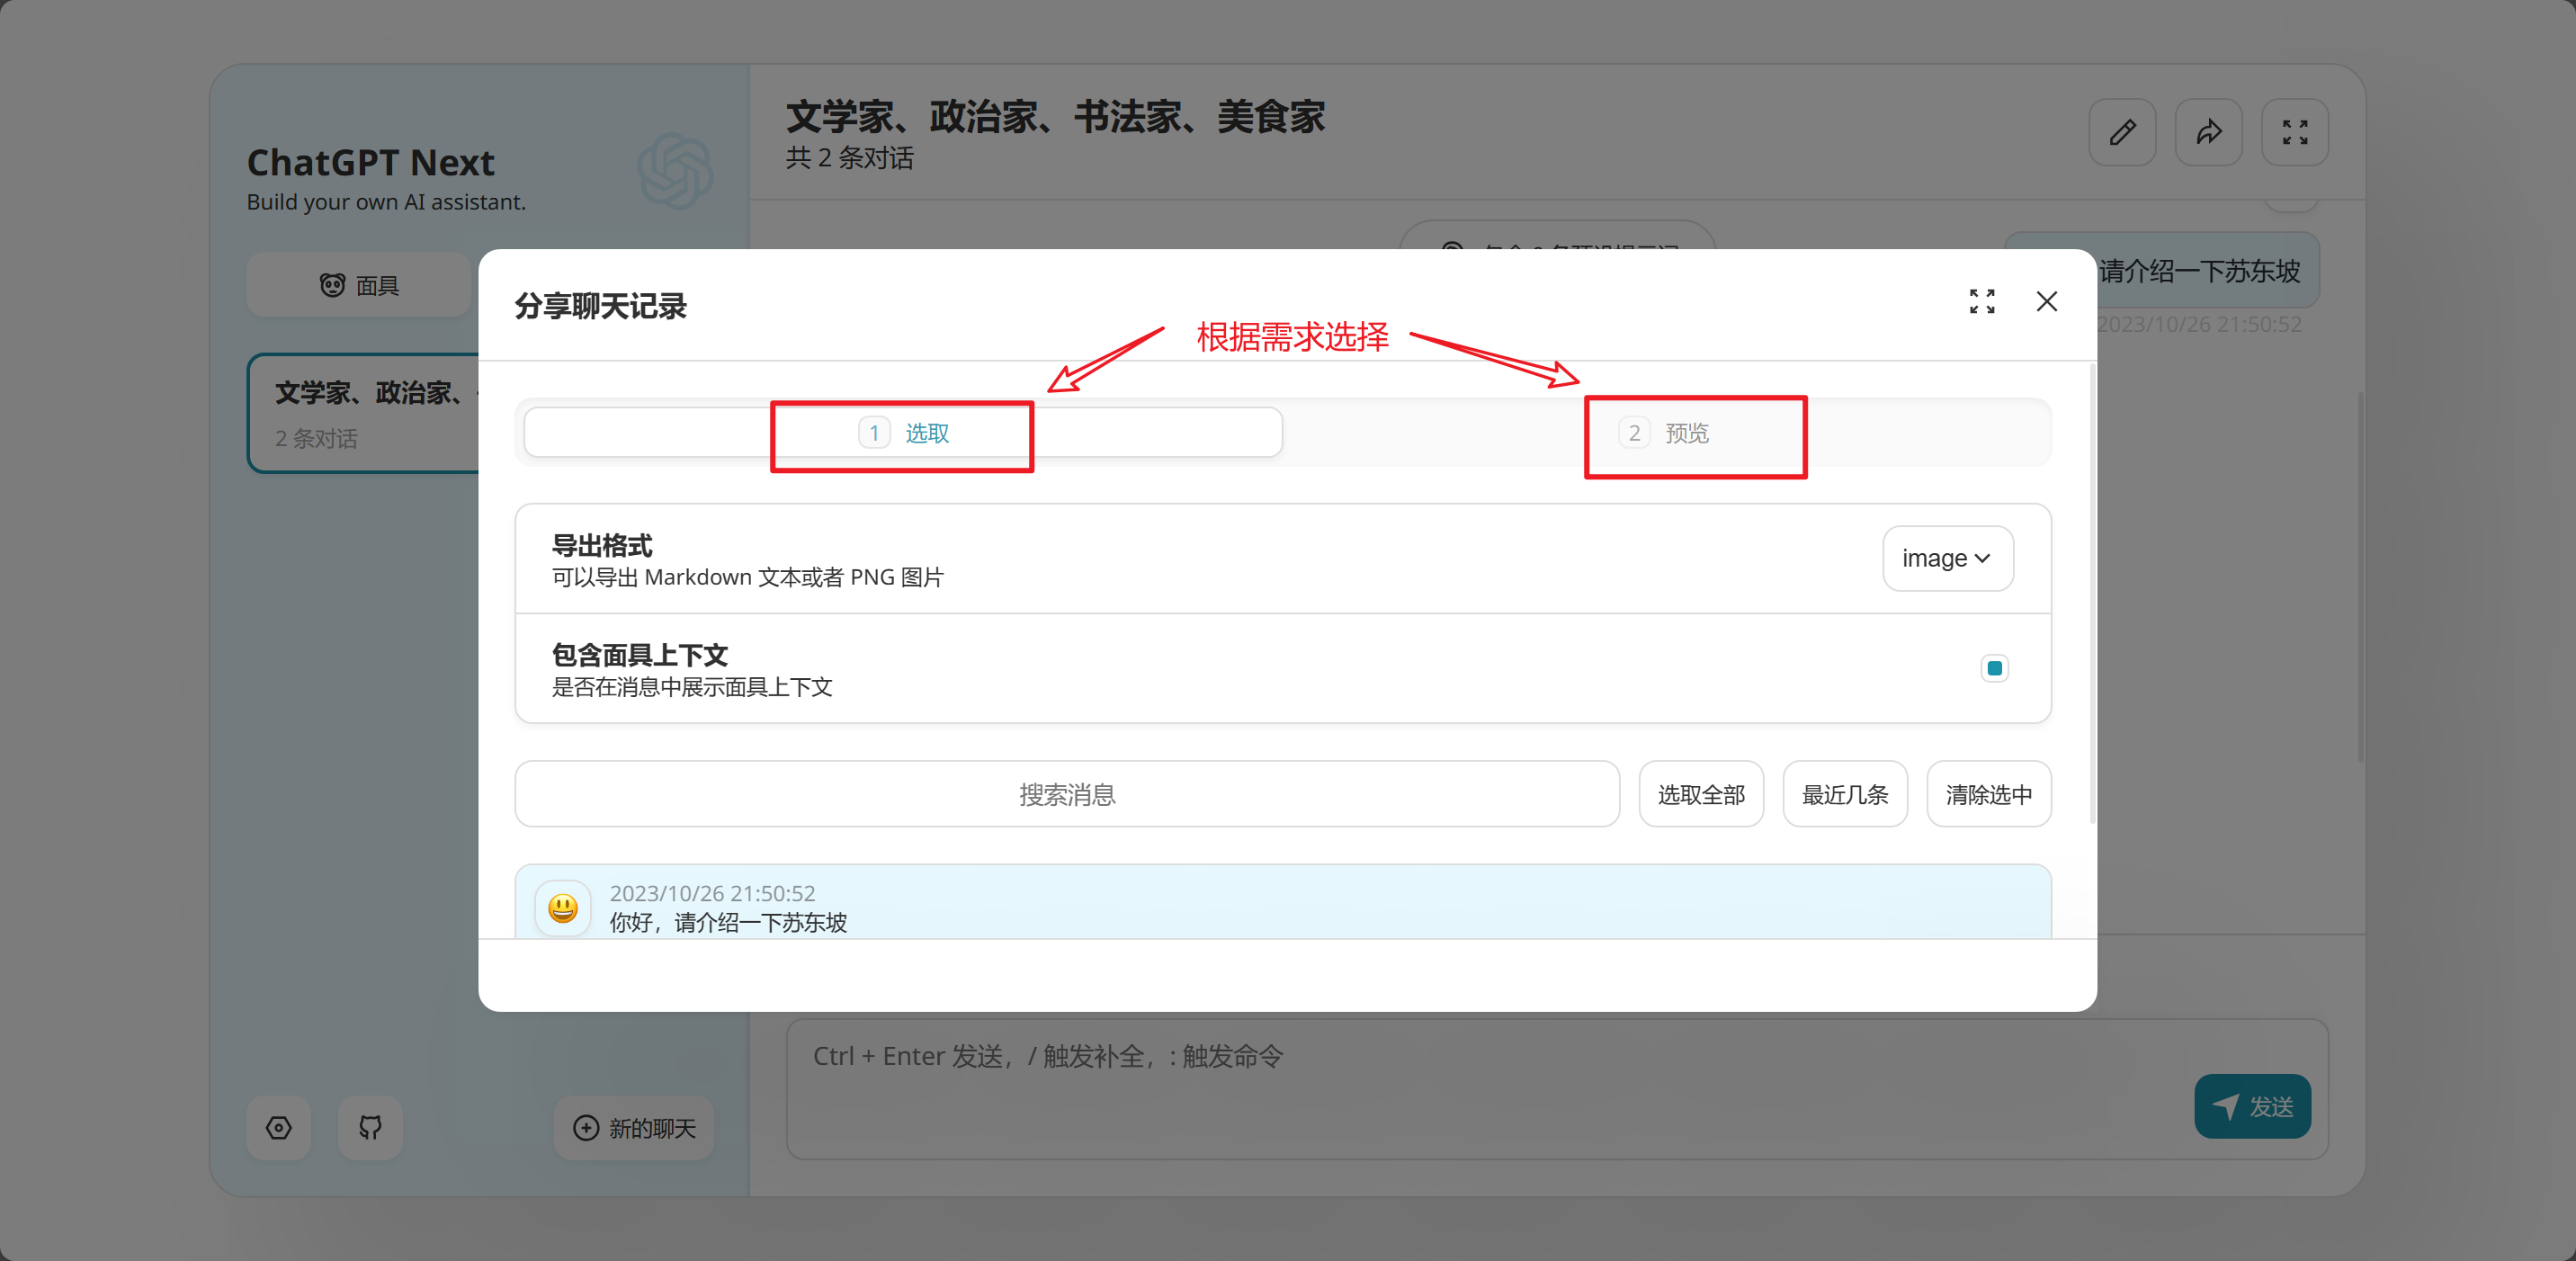 ChatGPT Next
Build your own AI assistant.
面具
文学家、政治家、
2 条对话
新的聊天
文学家、政治家、书法家、美食家
共 2 条对话
请介绍一下苏东坡
2023/10/26 21:50:52
分享聊天记录
根据需求选择
1 选取
2 预览
导出格式
可以导出 Markdown 文本或者 PNG 图片
image
包含面具上下文
是否在消息中展示面具上下文
搜索消息
选取全部
最近几条
清除选中
2023/10/26 21:50:52
你好，请介绍一下苏东坡
Ctrl + Enter 发送，/ 触发补全，: 触发命令
发送